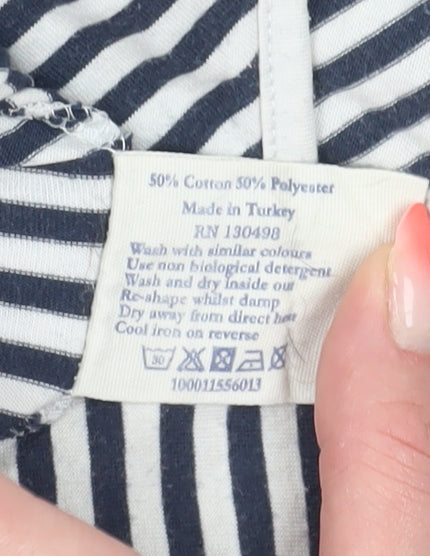 50% Cotton 50% Polyester
Made in Turkey
RN 130498
Wash with similar colours
Use non biological detergent
Wash and dry inside out
Re-shape whilst damp
Dry away from direct heat
Cool iron on reverse
30
100011556013